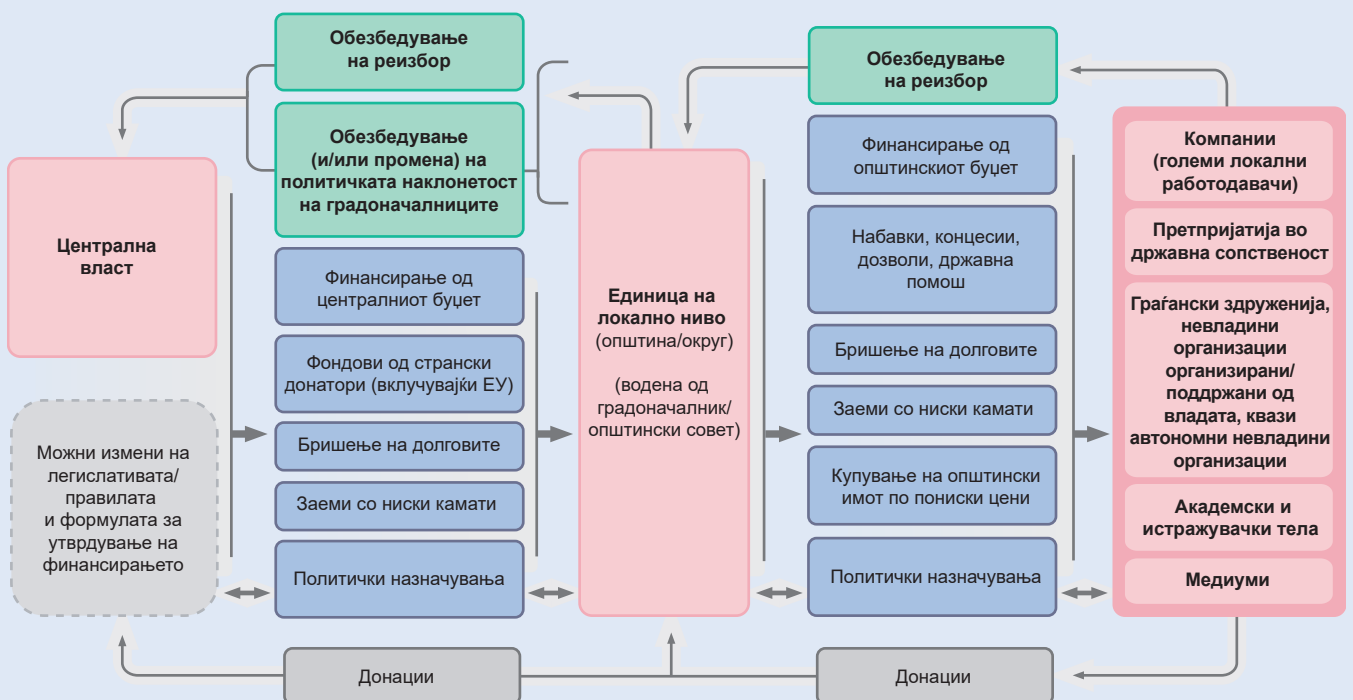 Обезбедување
на реизбор
Обезбедување
(и/или промена) на
политичката наклонетост
на градоначалниците
Централна
власт
Можни измени на
легислативата/
правилата
и формулата за
утврдување на
финансирањето
Финансирање од
централниот буџет
Фондови од странски
донатори (вклучувајќи ЕУ)
Бришење на долговите
Заеми со ниски камати
Политички назначувања
Единица на
локално ниво
(општина/округ)
(водена од
градоначалник/
општински совет)
Обезбедување
на реизбор
Финансирање од
општинскиот буџет
Набавки, концесии,
дозволи, државна
помош
Бришење на долговите
Заеми со ниски камати
Купување на општински
имот по пониски цени
Политички назначувања
Компании
(големи локални
работодавачи)
Претпријатија во
државна сопственост
Граѓански здруженија,
невладини
организации
организирани/
поддржани од
владата, квази
автономни невладини
организации
Академски и
истражувачки тела
Медиуми
Донации
Донации